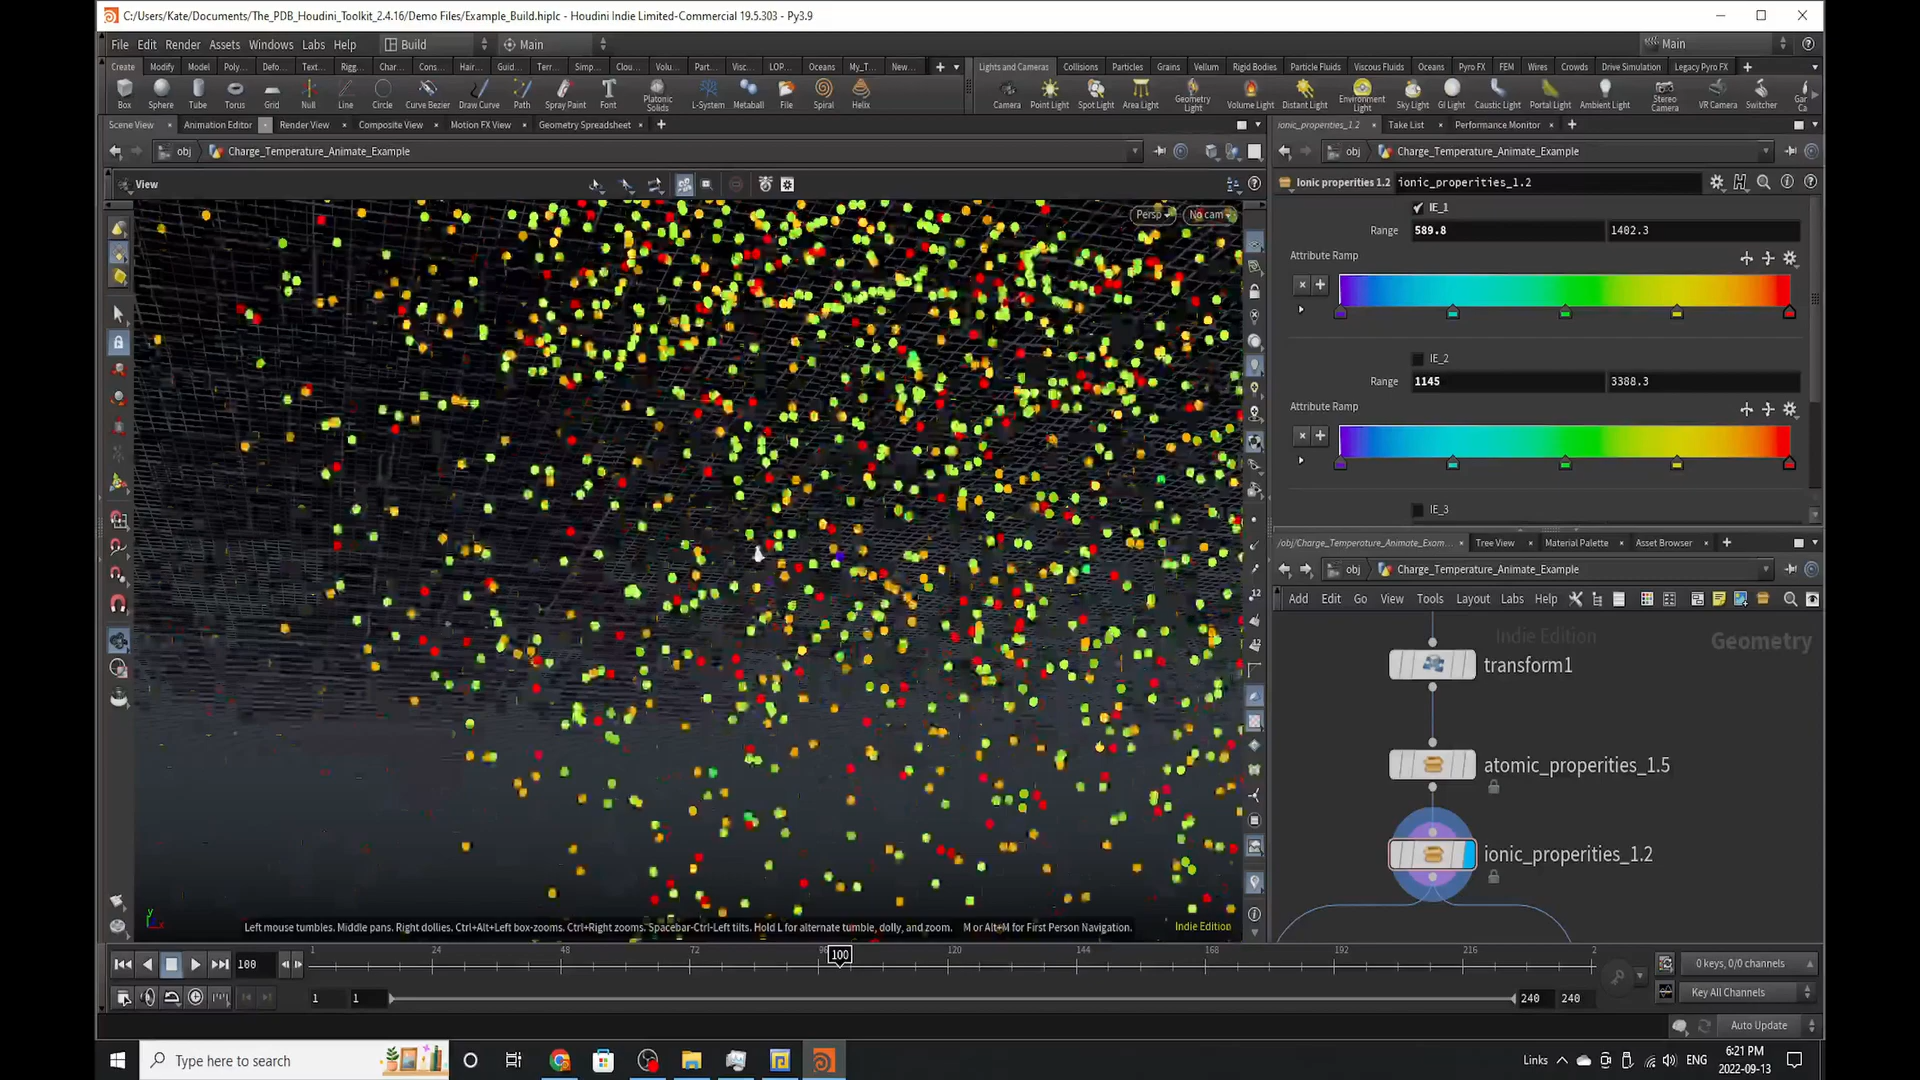 C:/Users/Kate/Documents/The_PDB_Houdini_Toolkit_2.4.16/Demo Files/Example_Build.hiplc - Houdini Indie Limited-Commercial 19.5.303 - Py3.9
File Edit Render Assets Windows Labs Help Build Main Main
Create Modify Model Poly... Defo... Text... Rigg... Char... Cons... Hair... Guid... Terr... Simp... Clou... Volu... Part... Visc... LOP... Oceans My_T... New...
Lights and Cameras Collisions Particles Grains Vellum Rigid Bodies Particle Fluids Viscous Fluids Oceans Pyro FX FEM Wires Crowds Drive Simulation Legacy Pyro FX
Box Sphere Tube Torus Grid Null Line Circle Curve Bezier Draw Curve Path Spray Paint Font Platonic Solids L-System Metaball File Spiral Helix
Camera Point Light Spot Light Area Light Geometry Light Volume Light Distant Light Environment Light Sky Light GI Light Caustic Light Portal Light Ambient Light Stereo Camera VR Camera Switcher
Scene View Animation Editor Render View Composite View Motion FX View Geometry Spreadsheet
ionic_properities_1.2 Take List Performance Monitor
obj Charge_Temperature_Animate_Example
obj Charge_Temperature_Animate_Example
View
Ionic properities 1.2 ionic_properities_1.2
Persp No cam
IE_1
Range 589.8 1402.3
Attribute Ramp
IE_2
Range 1145 3388.3
Attribute Ramp
IE_3
/obj/Charge_Temperature_Animate_Exam... Tree View Material Palette Asset Browser
obj Charge_Temperature_Animate_Example
Add Edit Go View Tools Layout Labs Help
Indie Edition Geometry
transform1
atomic_properities_1.5
ionic_properities_1.2
Left mouse tumbles. Middle pans. Right dollies. Ctrl+Alt+Left box-zooms. Ctrl+Right zooms. Spacebar-Ctrl-Left tilts. Hold L for alternate tumble, dolly, and zoom. M or Alt+M for First Person Navigation.
Indie Edition
y
100 1 24 48 72 100 120 144 168 192 216 2
0 keys, 0/0 channels
1 1 240 240
Key All Channels
Auto Update
Type here to search
Links ENG 6:21 PM
2022-09-13